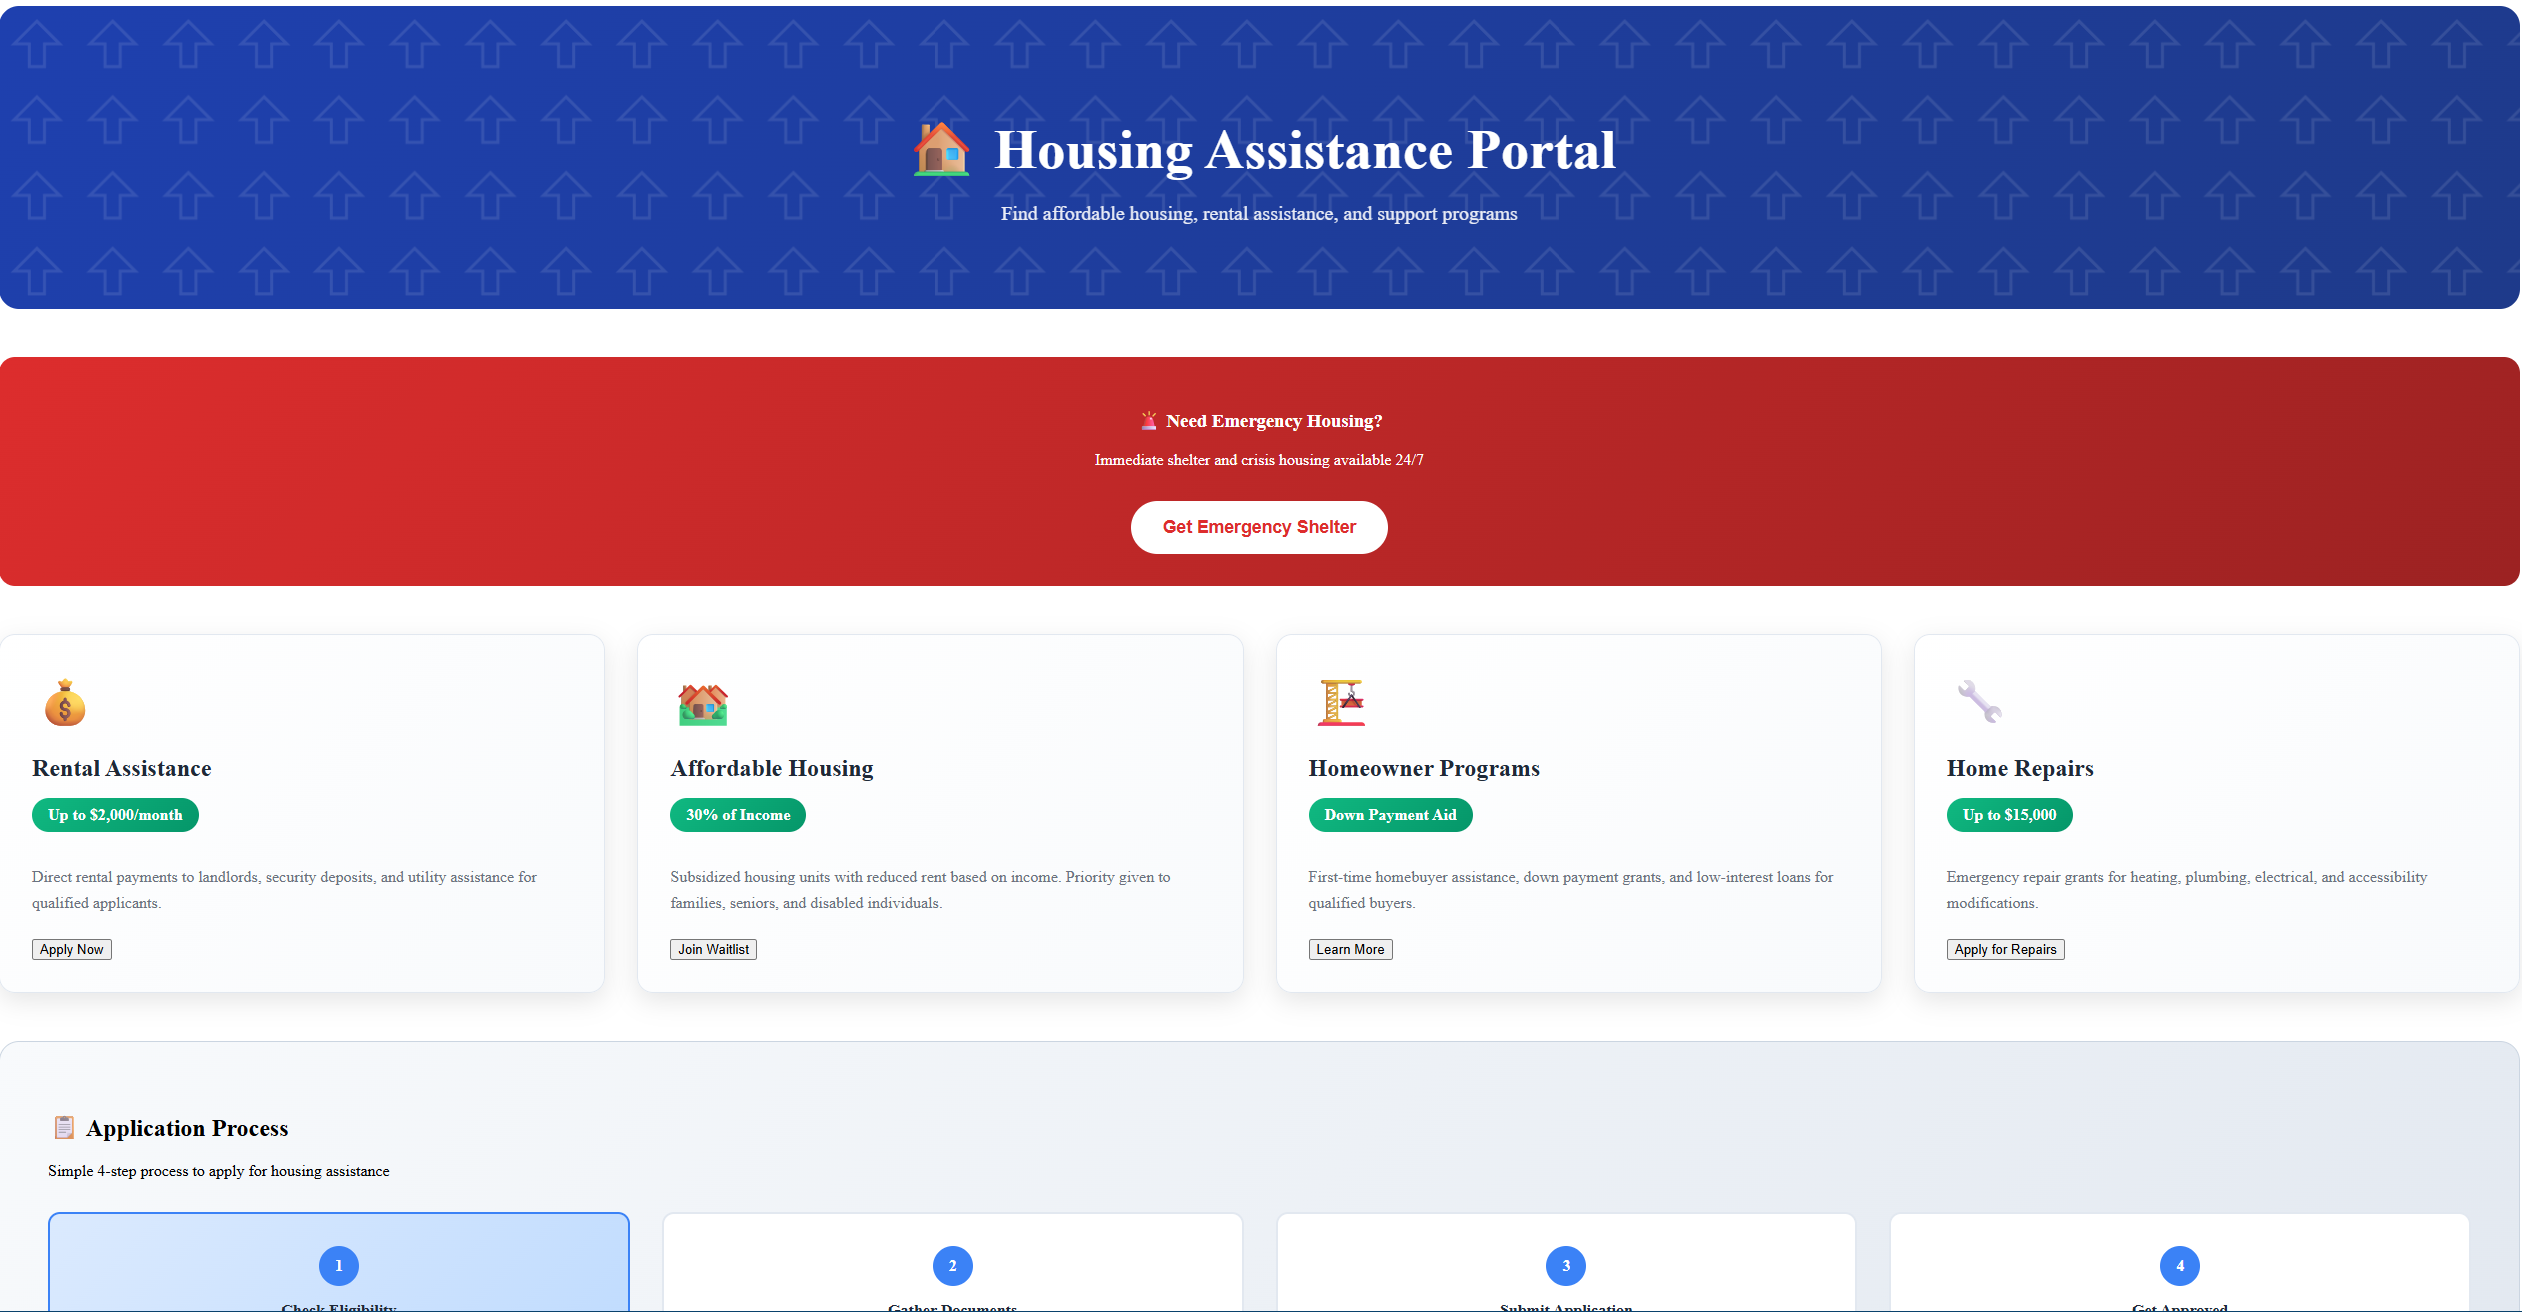 Housing Assistance Portal
Find affordable housing, rental assistance, and support programs
Need Emergency Housing?
Immediate shelter and crisis housing available 24/7
Get Emergency Shelter
Rental Assistance
Up to $2,000/month
Direct rental payments to landlords, security deposits, and utility assistance for
qualified applicants.
Apply Now
Affordable Housing
30% of Income
Subsidized housing units with reduced rent based on income. Priority given to
families, seniors, and disabled individuals.
Join Waitlist
Homeowner Programs
Down Payment Aid
First-time homebuyer assistance, down payment grants, and low-interest loans for
qualified buyers.
Learn More
Home Repairs
Up to $15,000
Emergency repair grants for heating, plumbing, electrical, and accessibility
modifications.
Apply for Repairs
Application Process
Simple 4-step process to apply for housing assistance
1
Check Eligibility
2
Gather Documents
3
Submit Application
4
Get Approved